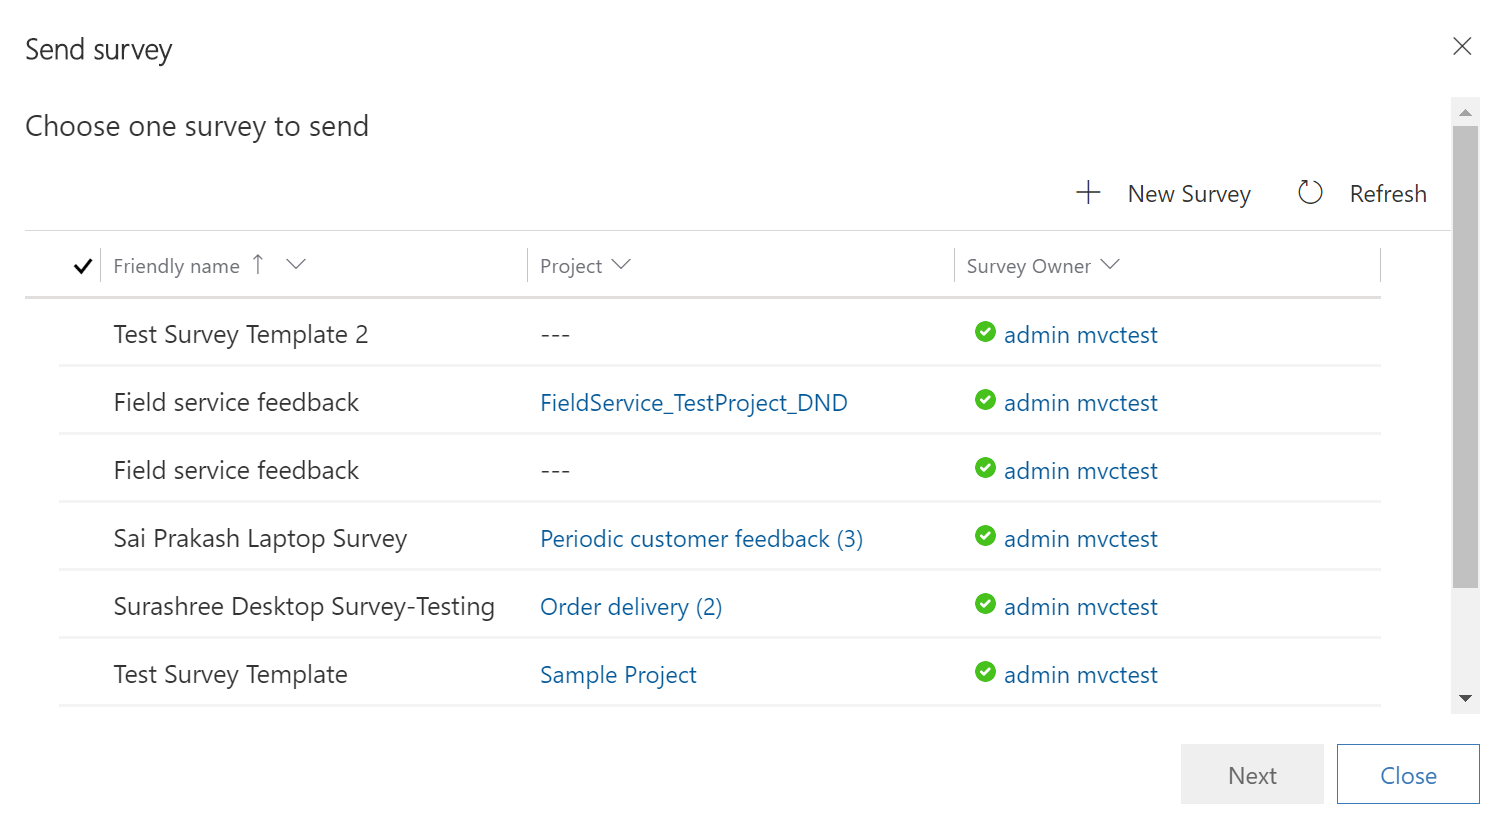 Send survey
Choose one survey to send
New Survey Refresh
Friendly name Project Survey Owner
Test Survey Template 2 --- admin mvctest
Field service feedback FieldService_TestProject_DND admin mvctest
Field service feedback --- admin mvctest
Sai Prakash Laptop Survey Periodic customer feedback (3) admin mvctest
Surashree Desktop Survey-Testing Order delivery (2) admin mvctest
Test Survey Template Sample Project admin mvctest
Next Close